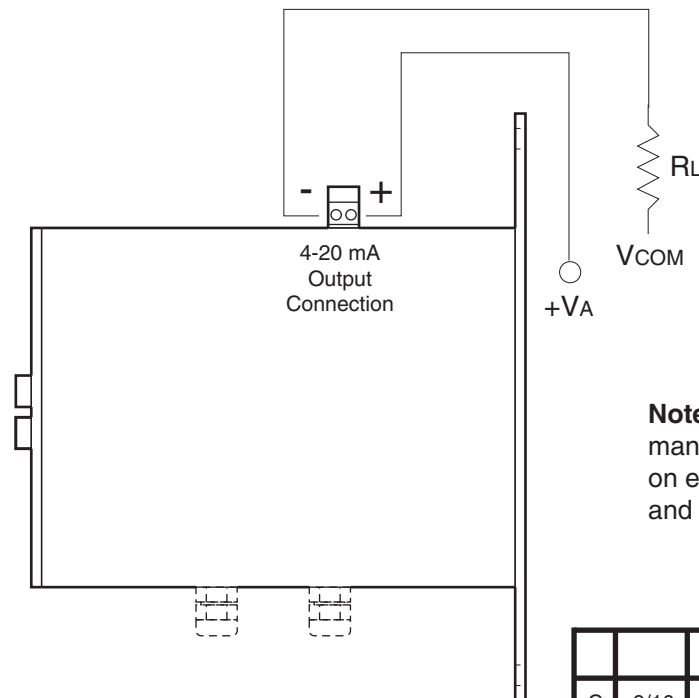 - +
RL
4-20 mA
Output
Connection
VCOM
+VA
Note
man
on e
and